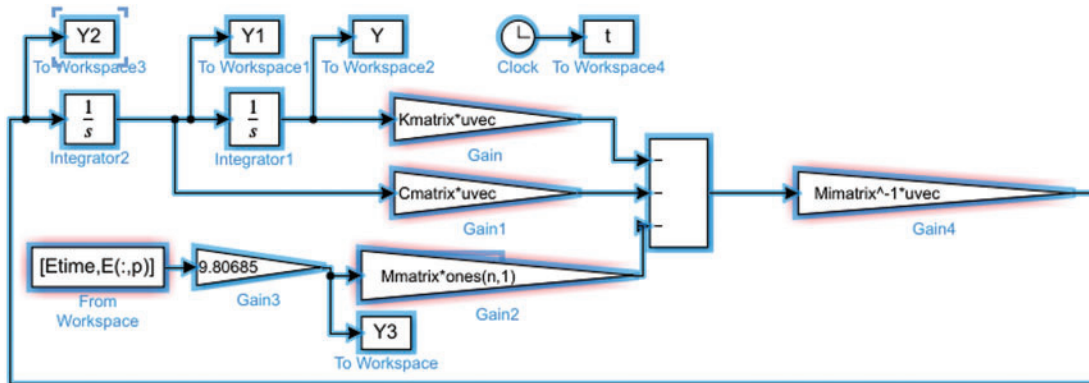 Y2
To Workspace3
Y1
To Workspace1
Y
To Workspace2
Clock
t
To Workspace4
1
s
Integrator2
1
s
Integrator1
Kmatrix*uvec
Gain
Cmatrix*uvec
Gain1
−
−
−
Mimatrix^-1*uvec
Gain4
[Etime,E(:,p)]
From
Workspace
9.80685
Gain3
Mmatrix*ones(n,1)
Gain2
Y3
To Workspace